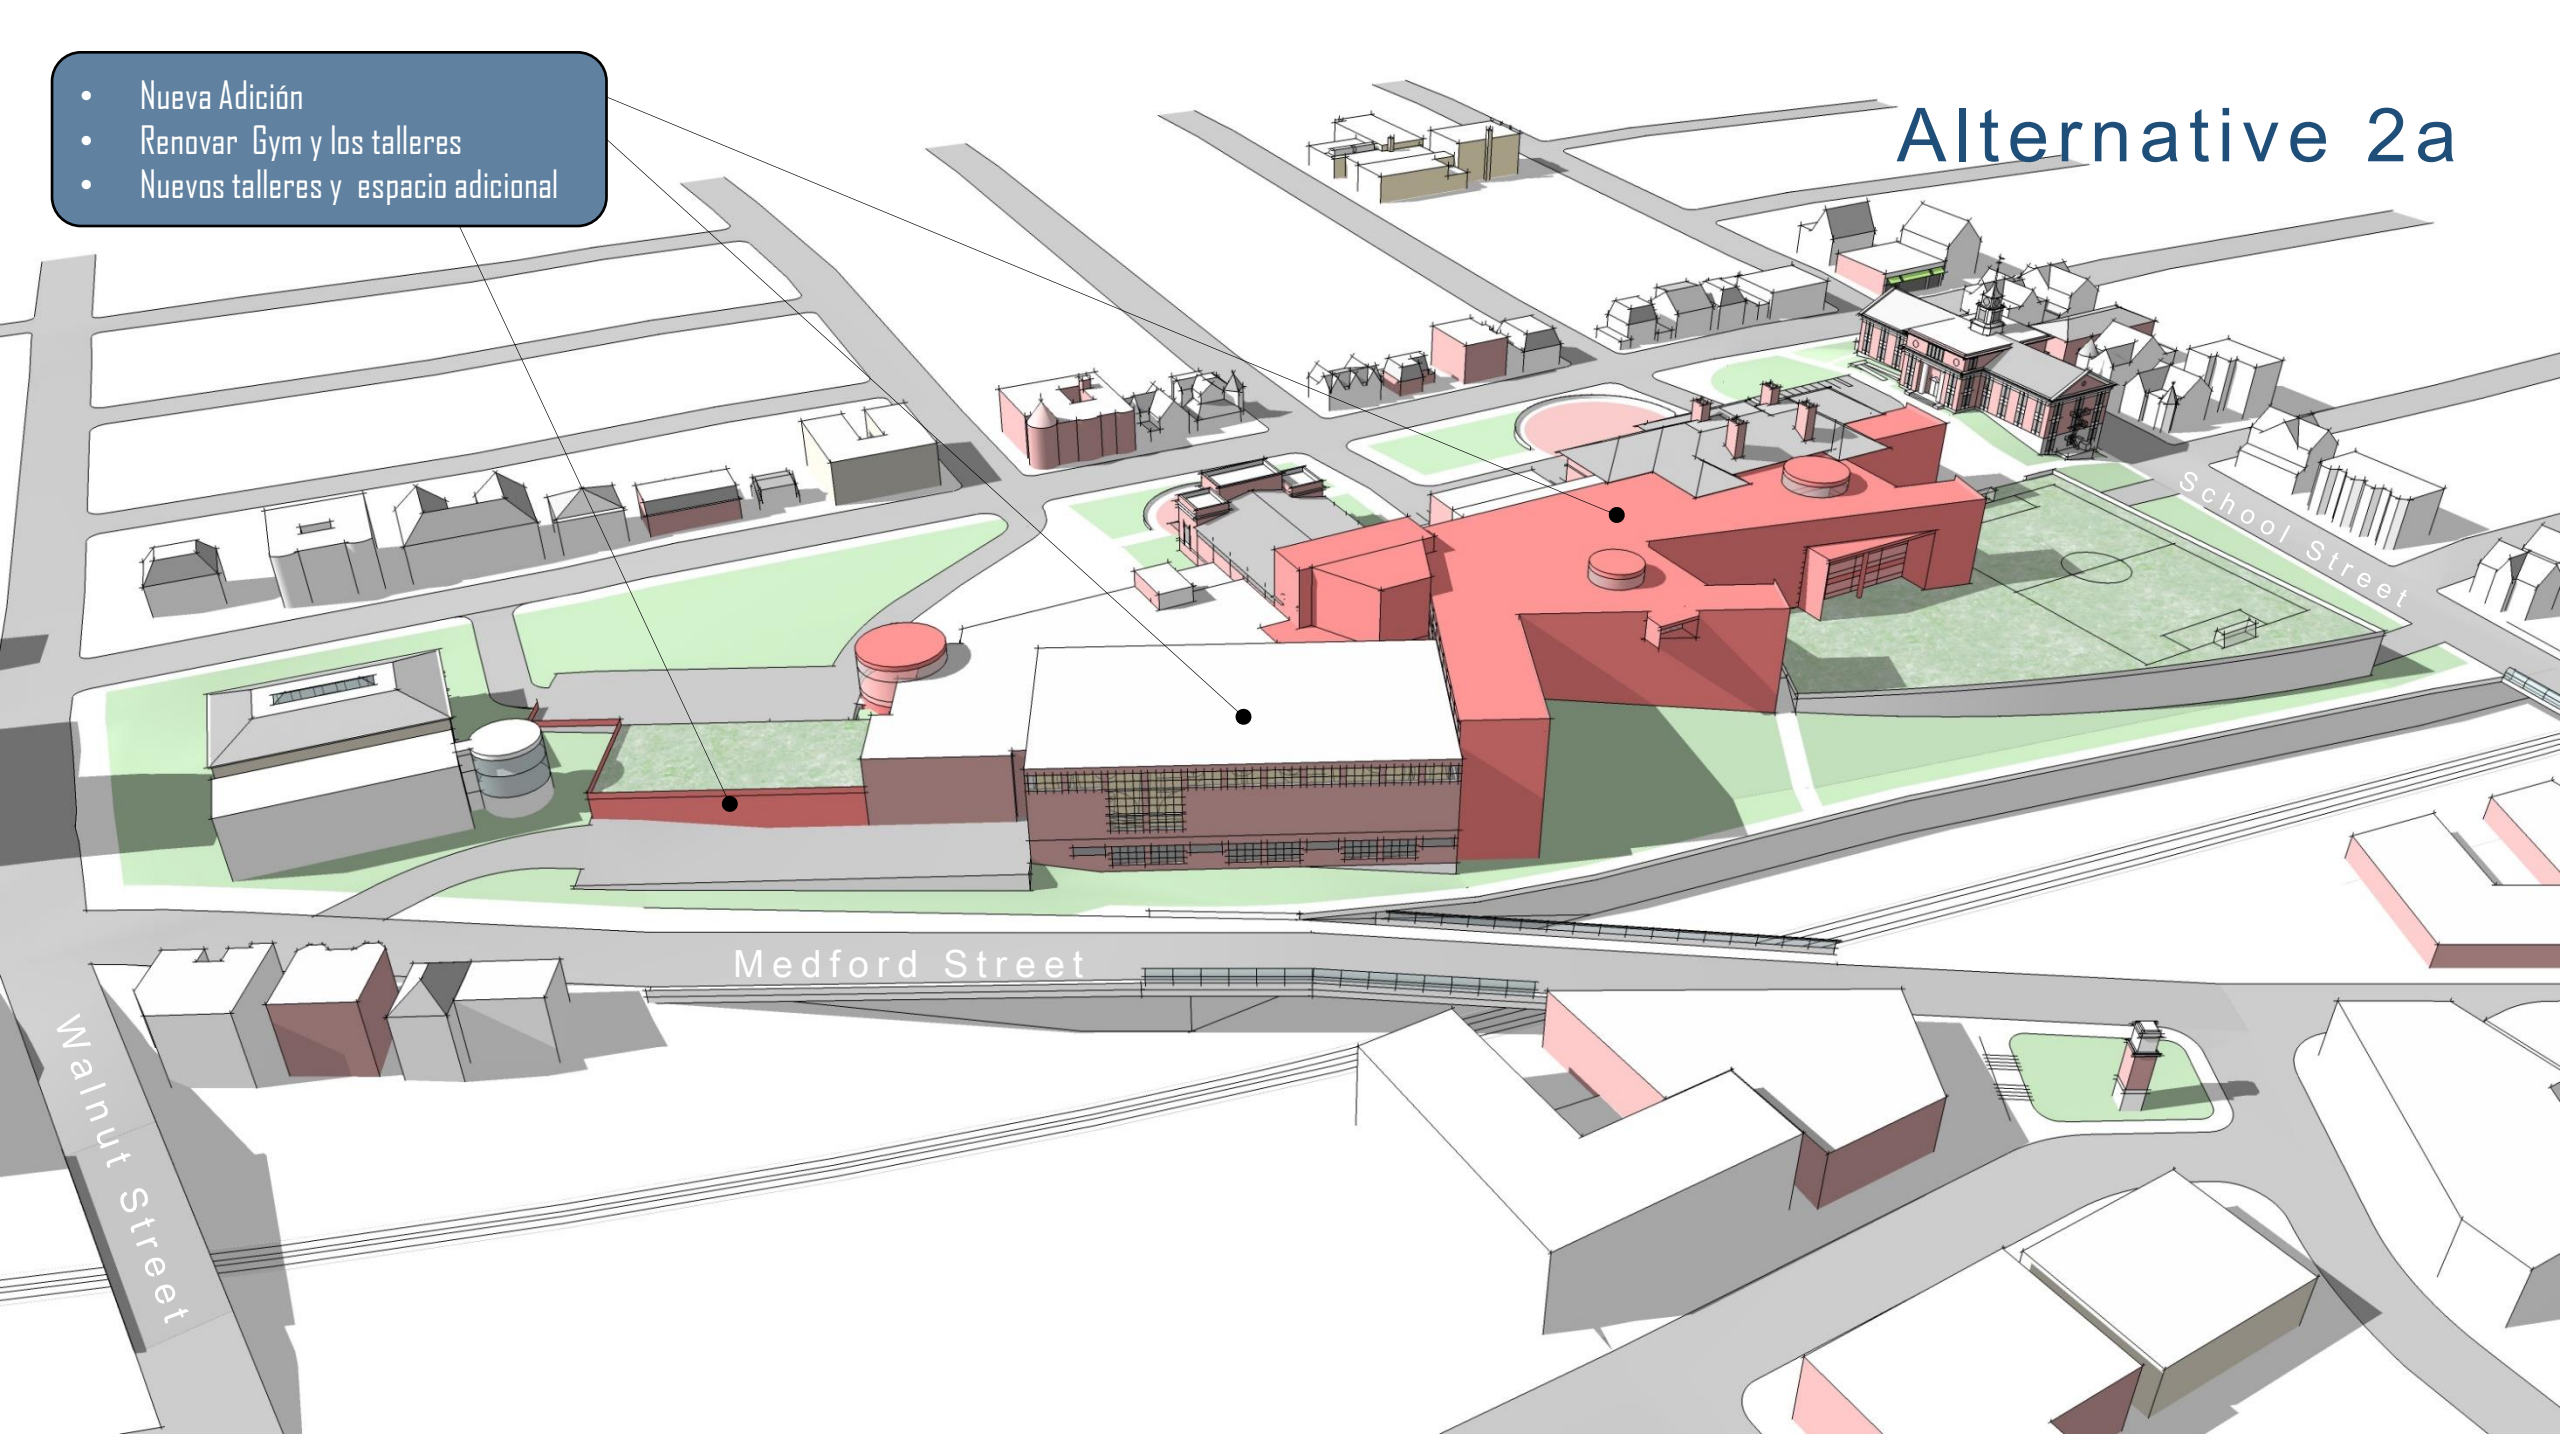 • Nueva Adición
• Renovar Gym y los talleres
• Nuevos talleres y espacio adicional
Alternative 2a
School Street
Medford Street
Walnut Street